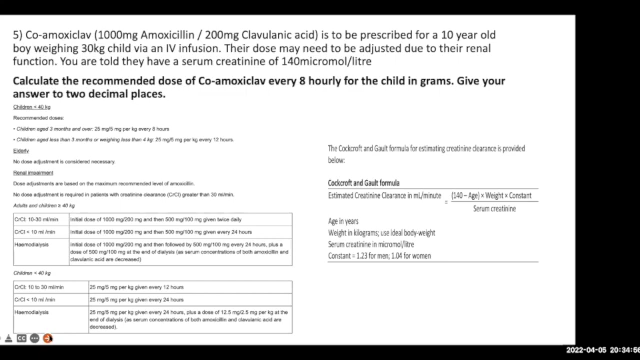 5) Co-amoxiclav (1000mg Amoxicillin / 200mg Clavulanic acid) is to be prescribed for a 10 year old
boy weighing 30kg child via an IV infusion. Their dose may need to be adjusted due to their renal
function. You are told they have a serum creatinine of 140micromol/litre
Calculate the recommended dose of Co-amoxiclav every 8 hourly for the child in grams. Give your
answer to two decimal places.
Children < 40 kg
Recommended doses:
• Children aged 3 months and over: 25 mg/5 mg per kg every 8 hours
• Children aged less than 3 months or weighing less than 4 kg: 25 mg/5 mg per kg every 12 hours.
Elderly
No dose adjustment is considered necessary.
Renal impairment
Dose adjustments are based on the maximum recommended level of amoxicillin.
No dose adjustment is required in patients with creatinine clearance (CrCl) greater than 30 ml/min.
Adults and children ≥ 40 kg
CrCl: 10-30 ml/min Initial dose of 1000 mg/200 mg and then 500 mg/100 mg given twice daily
CrCl < 10 ml /min Initial dose of 1000 mg/200 mg and then 500 mg/100 mg given every 24 hours
Haemodialysis Initial dose of 1000 mg/200 mg and then followed by 500 mg/100 mg every 24 hours, plus a
dose of 500 mg/100 mg at the end of dialysis (as serum concentrations of both amoxicillin and
clavulanic acid are decreased).
Children < 40 kg
CrCl: 10 to 30 ml/min 25 mg/5 mg per kg given every 12 hours
CrCl < 10 ml /min 25 mg/5 mg per kg given every 24 hours
Haemodialysis 25 mg/5 mg per kg given every 24 hours, plus a dose of 12.5 mg/2.5 mg per kg at the
end of dialysis (as serum concentrations of both amoxicillin and clavulanic acid are
decreased).
The Cockcroft and Gault formula for estimating creatinine clearance is provided
below:
Cockcroft and Gault formula
Estimated Creatinine Clearance in mL/minute = (140 – Age) × Weight × Constant
Serum creatinine
Age in years
Weight in kilograms; use ideal body-weight
Serum creatinine in micromol/litre
Constant = 1.23 for men; 1.04 for women
CC
2022-04-05 20:34:56